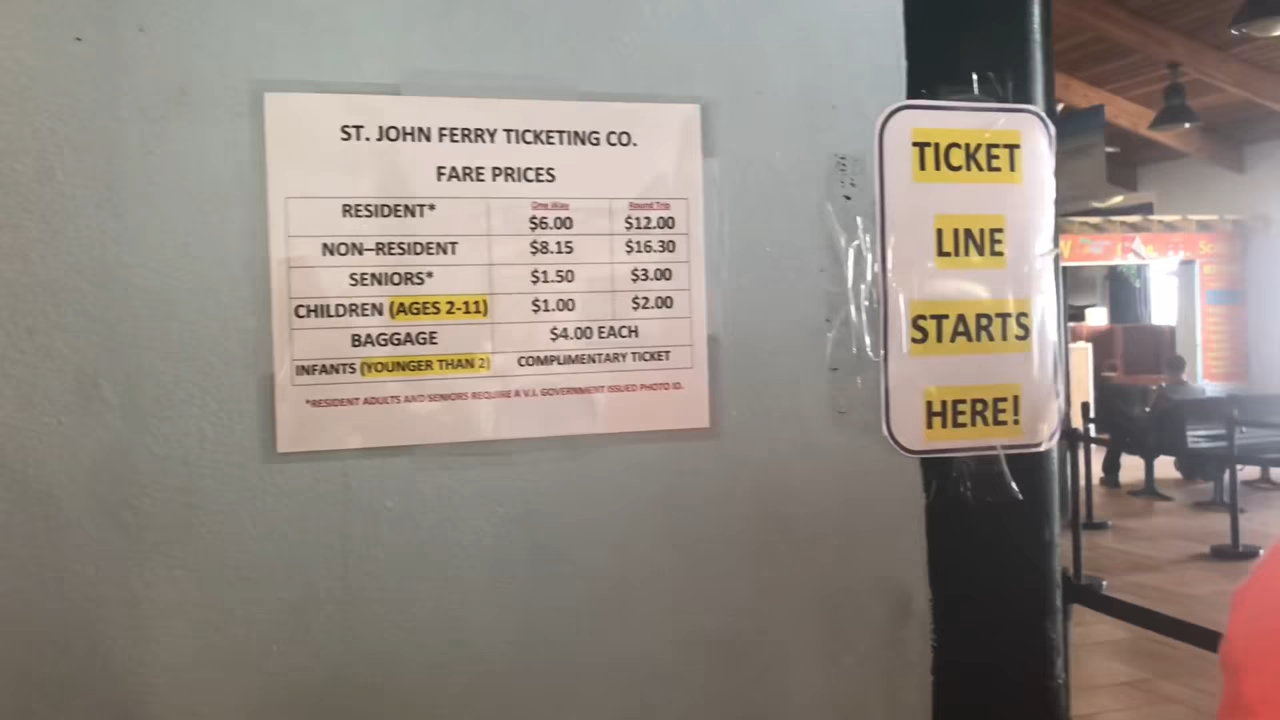 ST. JOHN FERRY TICKETING CO.
FARE PRICES
One Way Round Trip
RESIDENT* $6.00 $12.00
NON–RESIDENT $8.15 $16.30
SENIORS* $1.50 $3.00
CHILDREN (AGES 2-11) $1.00 $2.00
BAGGAGE $4.00 EACH
INFANTS (YOUNGER THAN 2) COMPLIMENTARY TICKET
*RESIDENT ADULTS AND SENIORS REQUIRE A V.I. GOVERNMENT ISSUED PHOTO ID.
TICKET
LINE
STARTS
HERE!